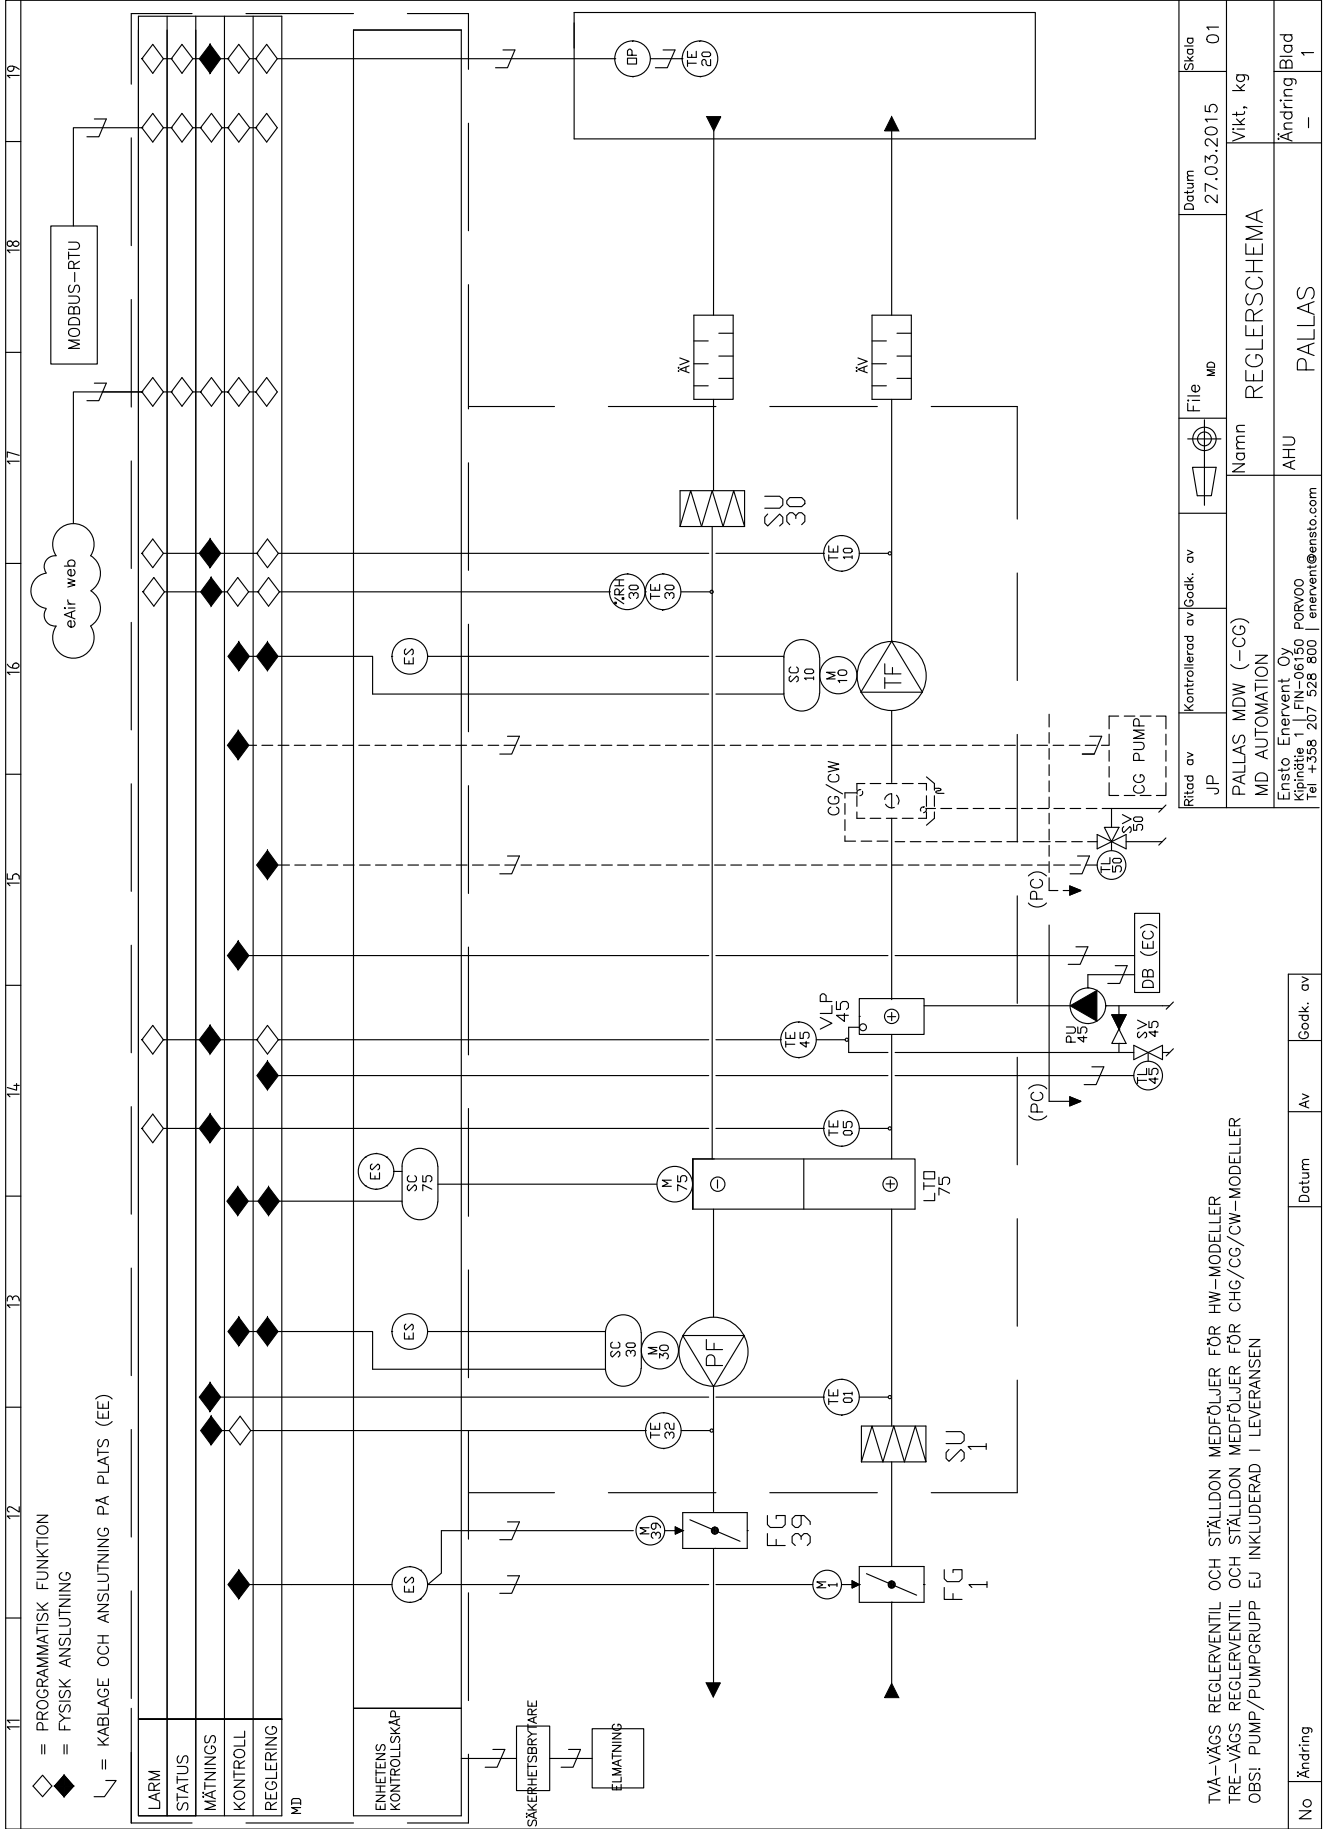 11
12
13
14
15
16
17
18
19
= PROGRAMMATISK FUNKTION
= FYSISK ANSLUTNING
= KABLAGE OCH ANSLUTNING PÅ PLATS (EE)
eAir web
MODBUS-RTU
LARM
STATUS
MÄTNINGS
KONTROLL
REGLERING
MD
ENHETENS
KONTROLLSKÅP
SÄKERHETSBRYTARE
ELMATNING
ES
ES
ES
ES
M
39
FG
39
M
1
FG
1
TE
32
TE
01
SU
1
SC
30
M
30
PF
SC
75
M
75
LTO
75
TE
05
TE
45
VLP
45
(PC)
TL
45
SV
45
PU
45
DB (EC)
(PC)
TL
50
SV
50
CG/CW
CG PUMP
SC
10
M
10
TF
%RH
30
TE
30
TE
10
SU
30
ÄV
ÄV
OP
TE
20
TVÅ-VÄGS REGLERVENTIL OCH STÄLLDON MEDFÖLJER FÖR HW-MODELLER
TRE-VÄGS REGLERVENTIL OCH STÄLLDON MEDFÖLJER FÖR CHG/CG/CW-MODELLER
OBS! PUMP/PUMPGRUPP EJ INKLUDERAD I LEVERANSEN
No
Ändring
Datum
Av
Godk. av
Ritad av
JP
Kontrollerad av
Godk. av
File
MD
Datum
27.03.2015
Skala
01
PALLAS MDW (-CG)
MD AUTOMATION
Namn
REGLERSCHEMA
Vikt, kg
Ensto Enervent Oy
Kipinätie 1 | FIN-06150 PORVOO
Tel +358 207 528 800 | enervent@ensto.com
AHU
PALLAS
Ändring
-
Blad
1